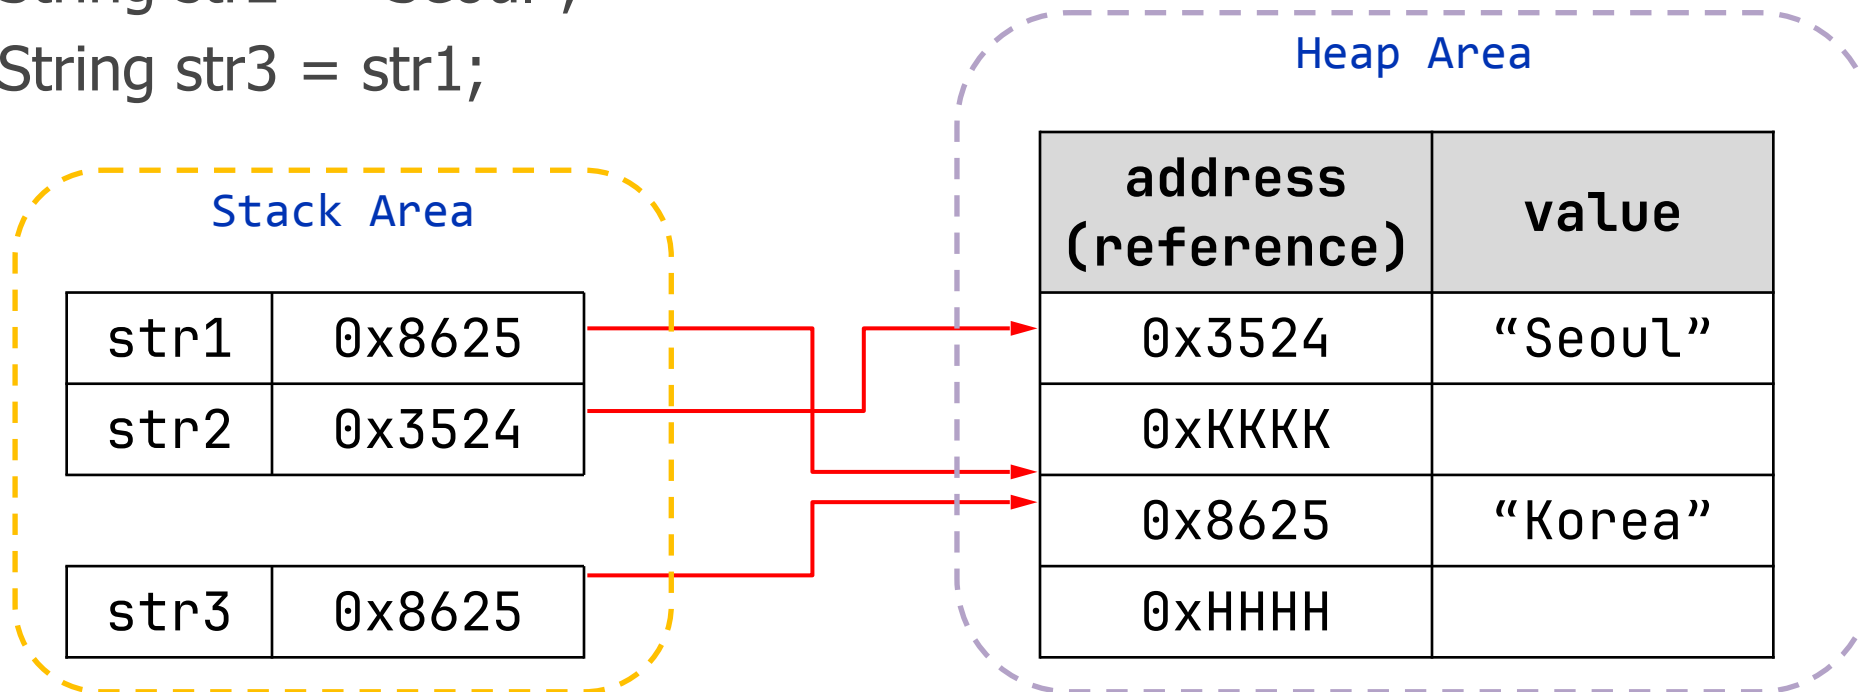 String str3 = str1;
Heap Area
Stack Area
address
(reference)
value
str1 0x8625
str2 0x3524
str3 0x8625
0x3524 “Seoul”
0xKKKK
0x8625 “Korea”
0xHHHH